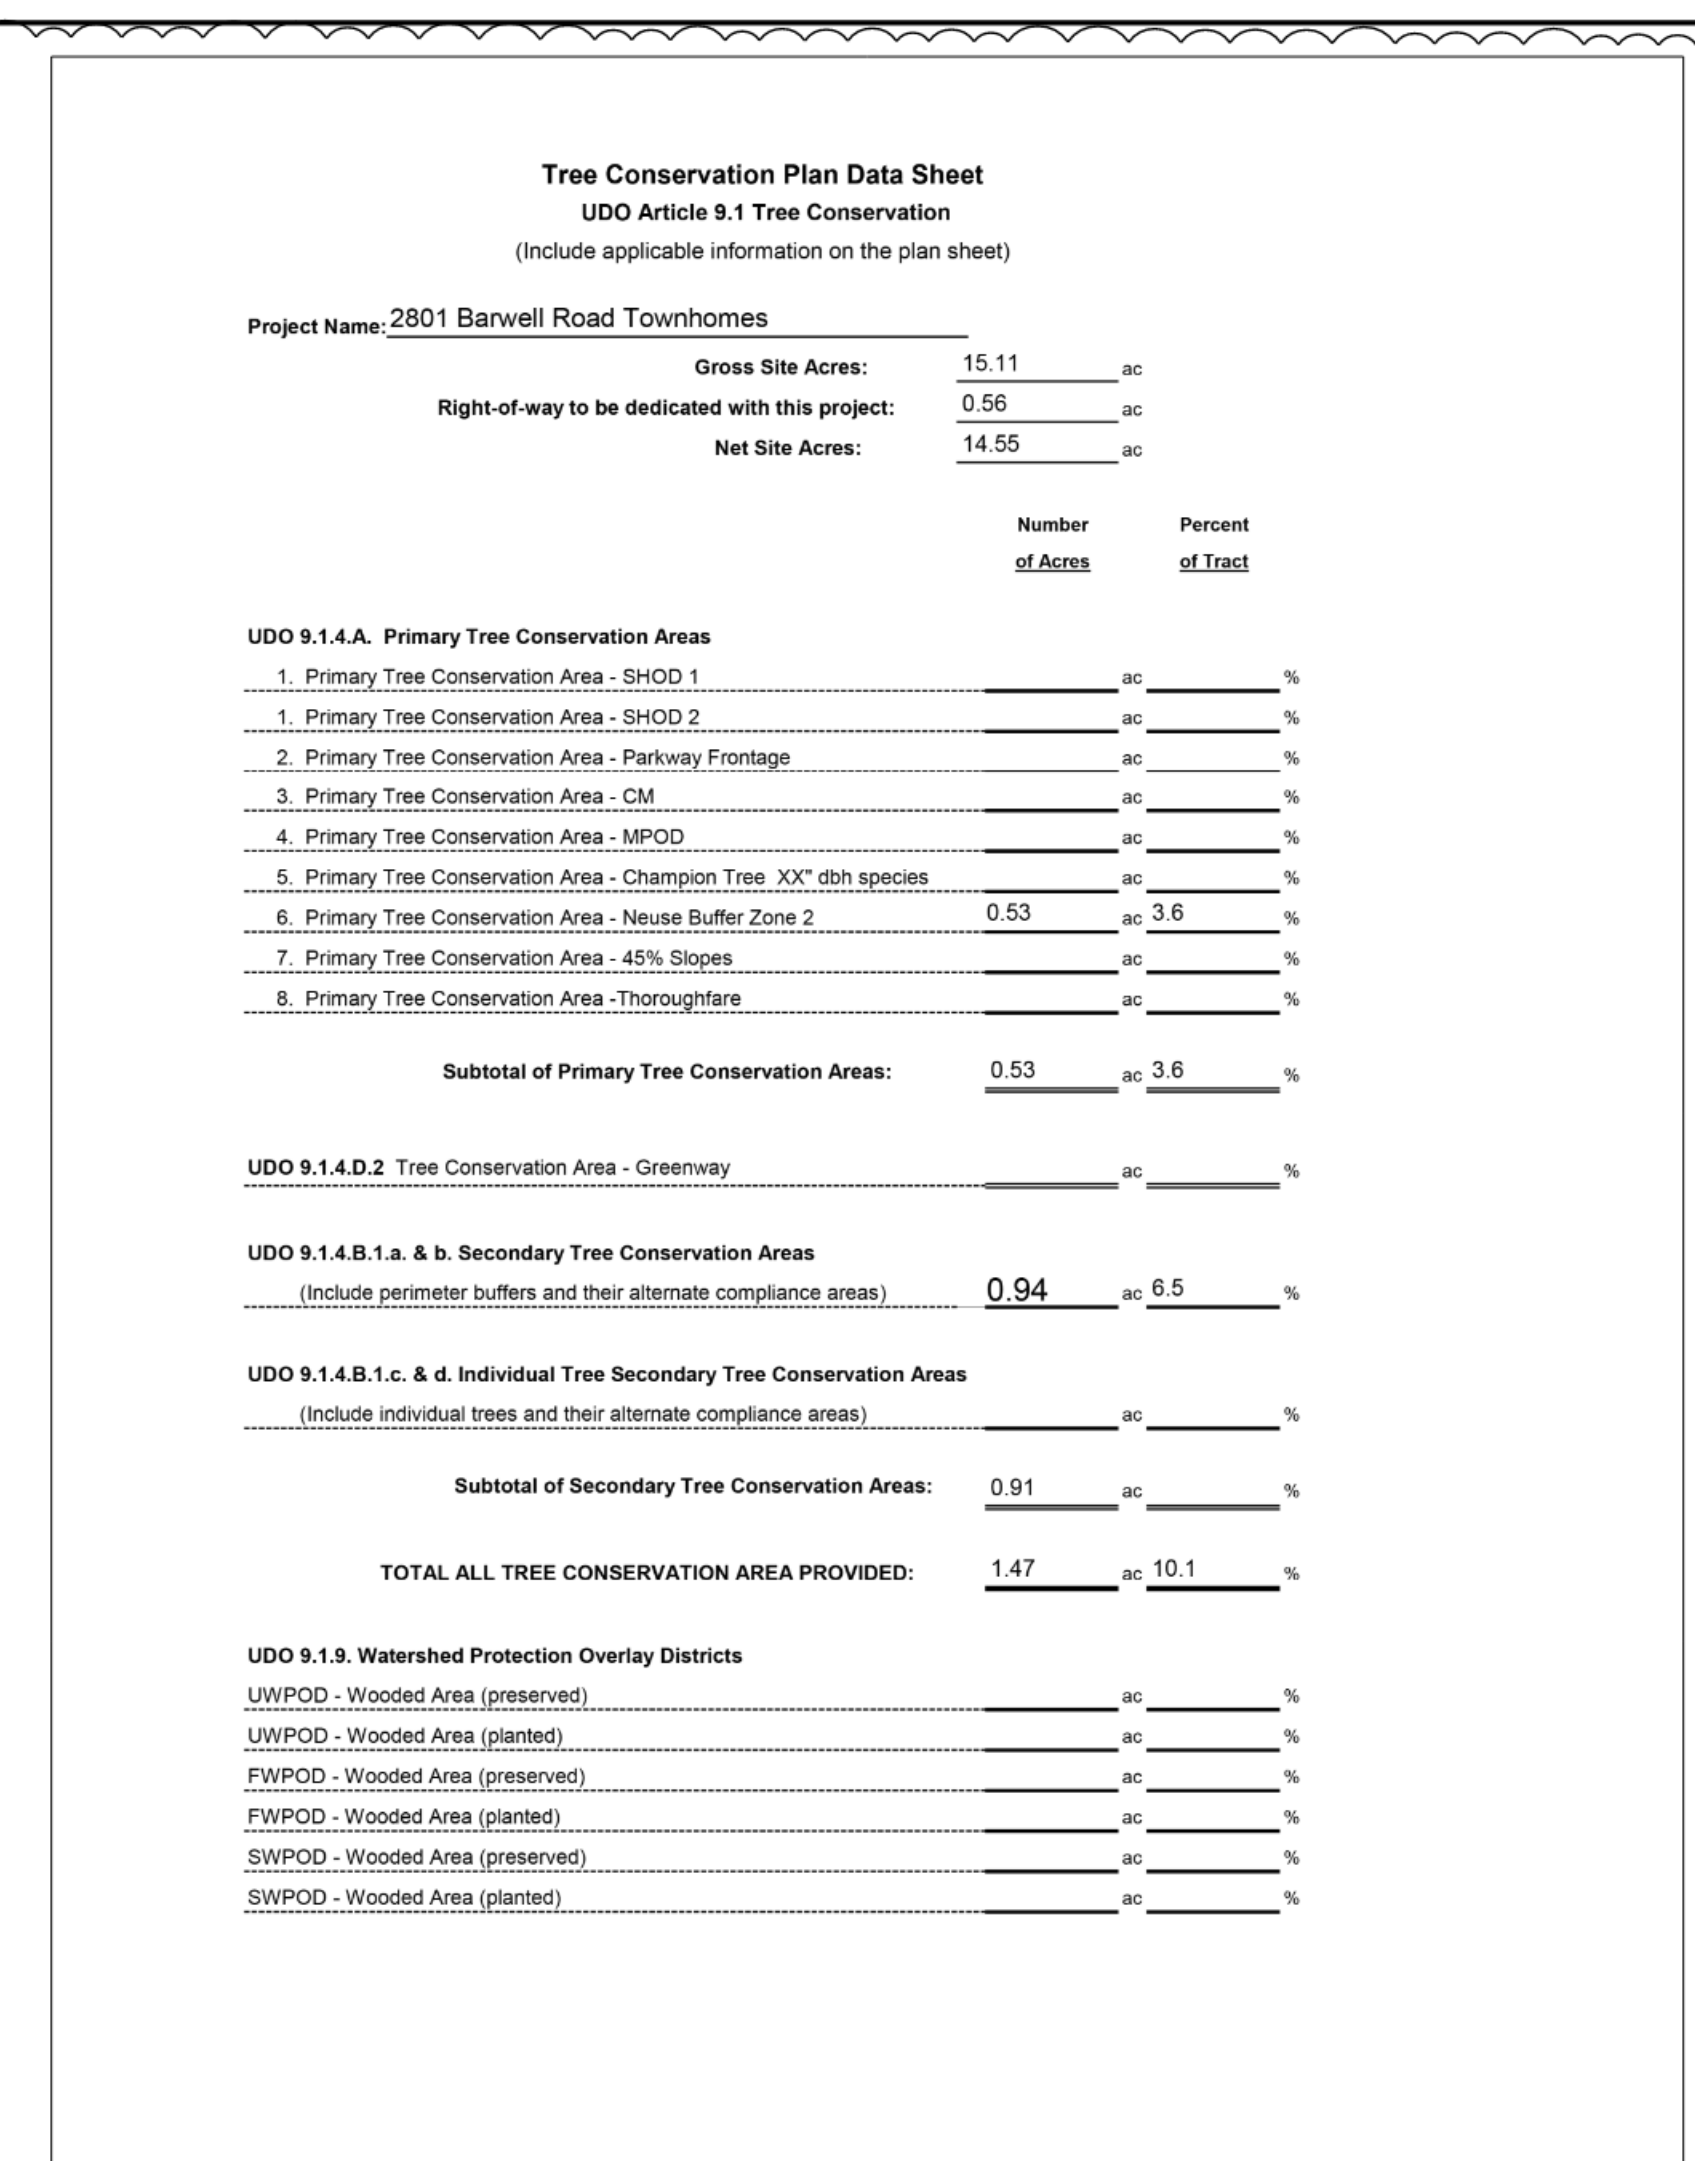 Tree Conservation Plan Data Sheet
UDO Article 9.1 Tree Conservation
(Include applicable information on the plan sheet)
Project Name: 2801 Barwell Road Townhomes
Gross Site Acres: 15.11 ac
Right-of-way to be dedicated with this project: 0.56 ac
Net Site Acres: 14.55 ac
Number Percent
of Acres of Tract
UDO 9.1.4.A. Primary Tree Conservation Areas
1. Primary Tree Conservation Area - SHOD 1 ac %
1. Primary Tree Conservation Area - SHOD 2 ac %
2. Primary Tree Conservation Area - Parkway Frontage ac %
3. Primary Tree Conservation Area - CM ac %
4. Primary Tree Conservation Area - MPOD ac %
5. Primary Tree Conservation Area - Champion Tree XX" dbh species ac %
6. Primary Tree Conservation Area - Neuse Buffer Zone 2 0.53 ac 3.6 %
7. Primary Tree Conservation Area - 45% Slopes ac %
8. Primary Tree Conservation Area -Thoroughfare ac %
Subtotal of Primary Tree Conservation Areas: 0.53 ac 3.6 %
UDO 9.1.4.D.2 Tree Conservation Area - Greenway ac %
UDO 9.1.4.B.1.a. & b. Secondary Tree Conservation Areas
(Include perimeter buffers and their alternate compliance areas) 0.94 ac 6.5 %
UDO 9.1.4.B.1.c. & d. Individual Tree Secondary Tree Conservation Areas
(Include individual trees and their alternate compliance areas) ac %
Subtotal of Secondary Tree Conservation Areas: 0.91 ac %
TOTAL ALL TREE CONSERVATION AREA PROVIDED: 1.47 ac 10.1 %
UDO 9.1.9. Watershed Protection Overlay Districts
UWPOD - Wooded Area (preserved) ac %
UWPOD - Wooded Area (planted) ac %
FWPOD - Wooded Area (preserved) ac %
FWPOD - Wooded Area (planted) ac %
SWPOD - Wooded Area (preserved) ac %
SWPOD - Wooded Area (planted) ac %